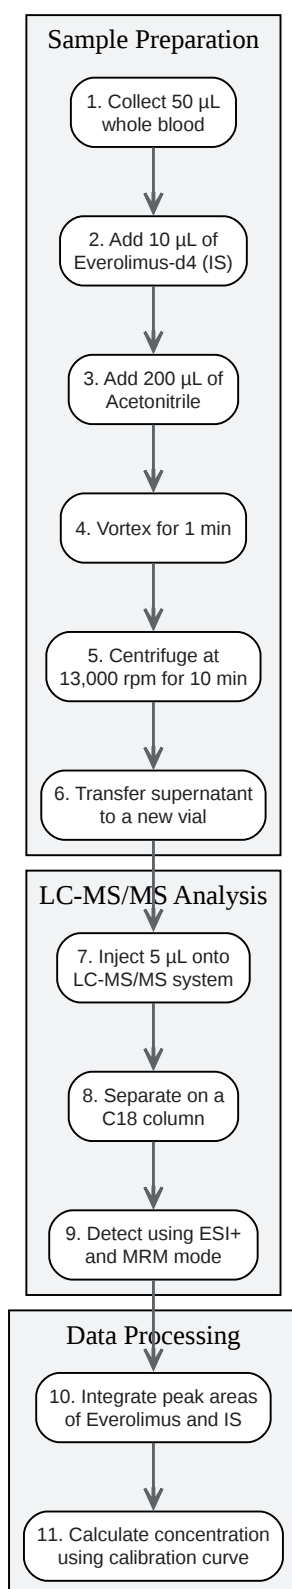 Sample Preparation
1. Collect 50 µL
whole blood
2. Add 10 µL of
Everolimus-d4 (IS)
3. Add 200 µL of
Acetonitrile
4. Vortex for 1 min
5. Centrifuge at
13,000 rpm for 10 min
6. Transfer supernatant
to a new vial
LC-MS/MS Analysis
7. Inject 5 µL onto
LC-MS/MS system
8. Separate on a
C18 column
9. Detect using ESI+
and MRM mode
Data Processing
10. Integrate peak areas
of Everolimus and IS
11. Calculate concentration
using calibration curve